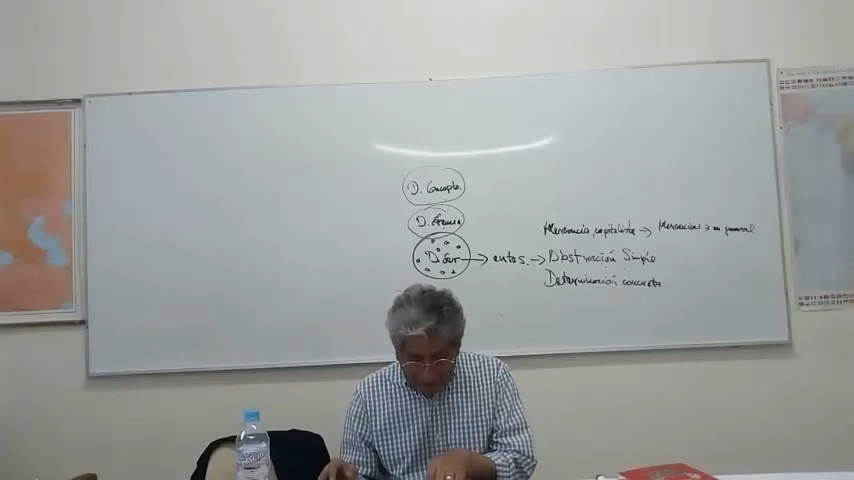 D. Concepto.
D. Esencia
Mercancía capitalista → Mercancías → en general
D. Ser → entes. → Abstracción Simple
Determinación concreta